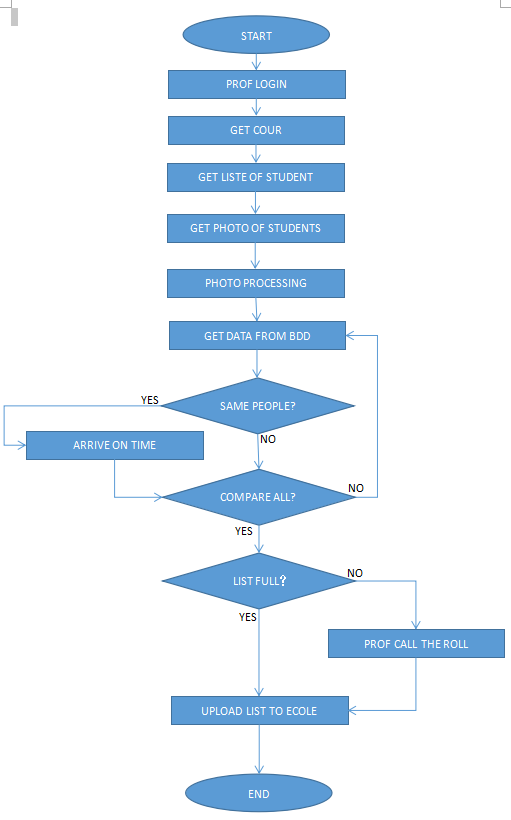 START
PROF LOGIN
GET COUR
GET LISTE OF STUDENT
GET PHOTO OF STUDENTS
PHOTO PROCESSING
GET DATA FROM BDD
SAME PEOPLE?
YES
NO
ARRIVE ON TIME
COMPARE ALL?
NO
YES
LIST FULL?
NO
YES
PROF CALL THE ROLL
UPLOAD LIST TO ECOLE
END